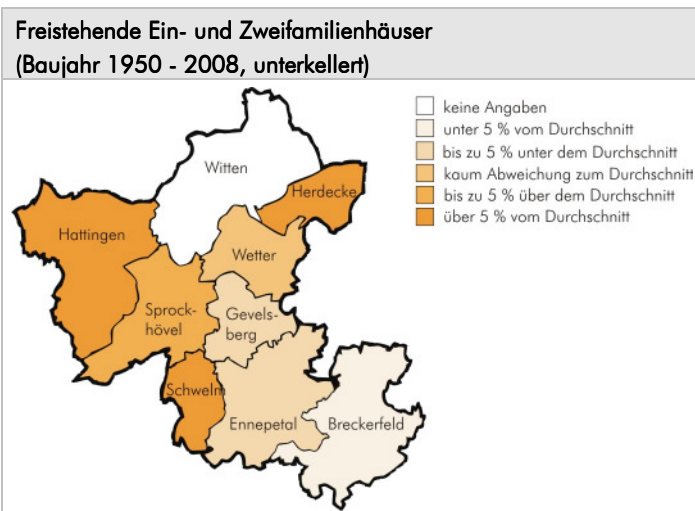 Freistehende Ein- und Zweifamilienhäuser
(Baujahr 1950 - 2008, unterkellert)
keine Angaben
unter 5 % vom Durchschnitt
bis zu 5 % unter dem Durchschnitt
kaum Abweichung zum Durchschnitt
bis zu 5 % über dem Durchschnitt
über 5 % vom Durchschnitt
Witten
Herdecke
Hattingen
Wetter
Sprock-
hövel
Gevels-
berg
Schwelm
Ennepetal
Breckerfeld